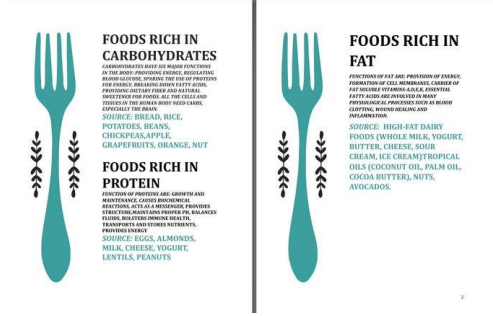 FOODS RICH IN
CARBOHYDRATES
CARBOHYDRATES HAVE SIX MAJOR FUNCTIONS
IN THE BODY: PROVIDING ENERGY, REGULATING
BLOOD GLUCOSE, SPARING THE USE OF PROTEINS
FOR ENERGY, BREAKING DOWN FATTY ACIDS,
PROVIDING DIETARY FIBER AND NATURAL
SWEETENER FOR FOODS. ALL THE CELLS AND
TISSUES IN THE HUMAN BODY NEED CARBS,
ESPECIALLY THE BRAIN.
SOURCE: BREAD, RICE,
POTATOES, BEANS,
CHICKPEAS,APPLE,
GRAPEFRUITS, ORANGE, NUT
FOODS RICH IN
PROTEIN
FUNCTION OF PROTEINS ARE: GROWTH AND
MAINTENANCE, CAUSES BIOCHEMICAL
REACTIONS, ACTS AS A MESSENGER, PROVIDES
STRUCTURE,MAINTAINS PROPER PH, BALANCES
FLUIDS, BOLSTERS IMMUNE HEALTH,
TRANSPORTS AND STORES NUTRIENTS,
PROVIDES ENERGY
SOURCE: EGGS, ALMONDS,
MILK, CHEESE, YOGURT,
LENTILS, PEANUTS
FOODS RICH IN
FAT
FUNCTIONS OF FAT ARE: PROVISION OF ENERGY,
FORMATION OF CELL MEMBRANES, CARRIER OF
FAT SOLUBLE VITAMINS-A,D,E,K, ESSENTIAL
FATTY ACIDS ARE INVOLVED IN MANY
PHYSIOLOGICAL PROCESSES SUCH AS BLOOD
CLOTTING, WOUND HEALING AND
INFLAMMATION.
SOURCE: HIGH-FAT DAIRY
FOODS (WHOLE MILK, YOGURT,
BUTTER, CHEESE, SOUR
CREAM, ICE CREAM)TROPICAL
OILS (COCONUT OIL, PALM OIL,
COCOA BUTTER), NUTS,
AVOCADOS.
2